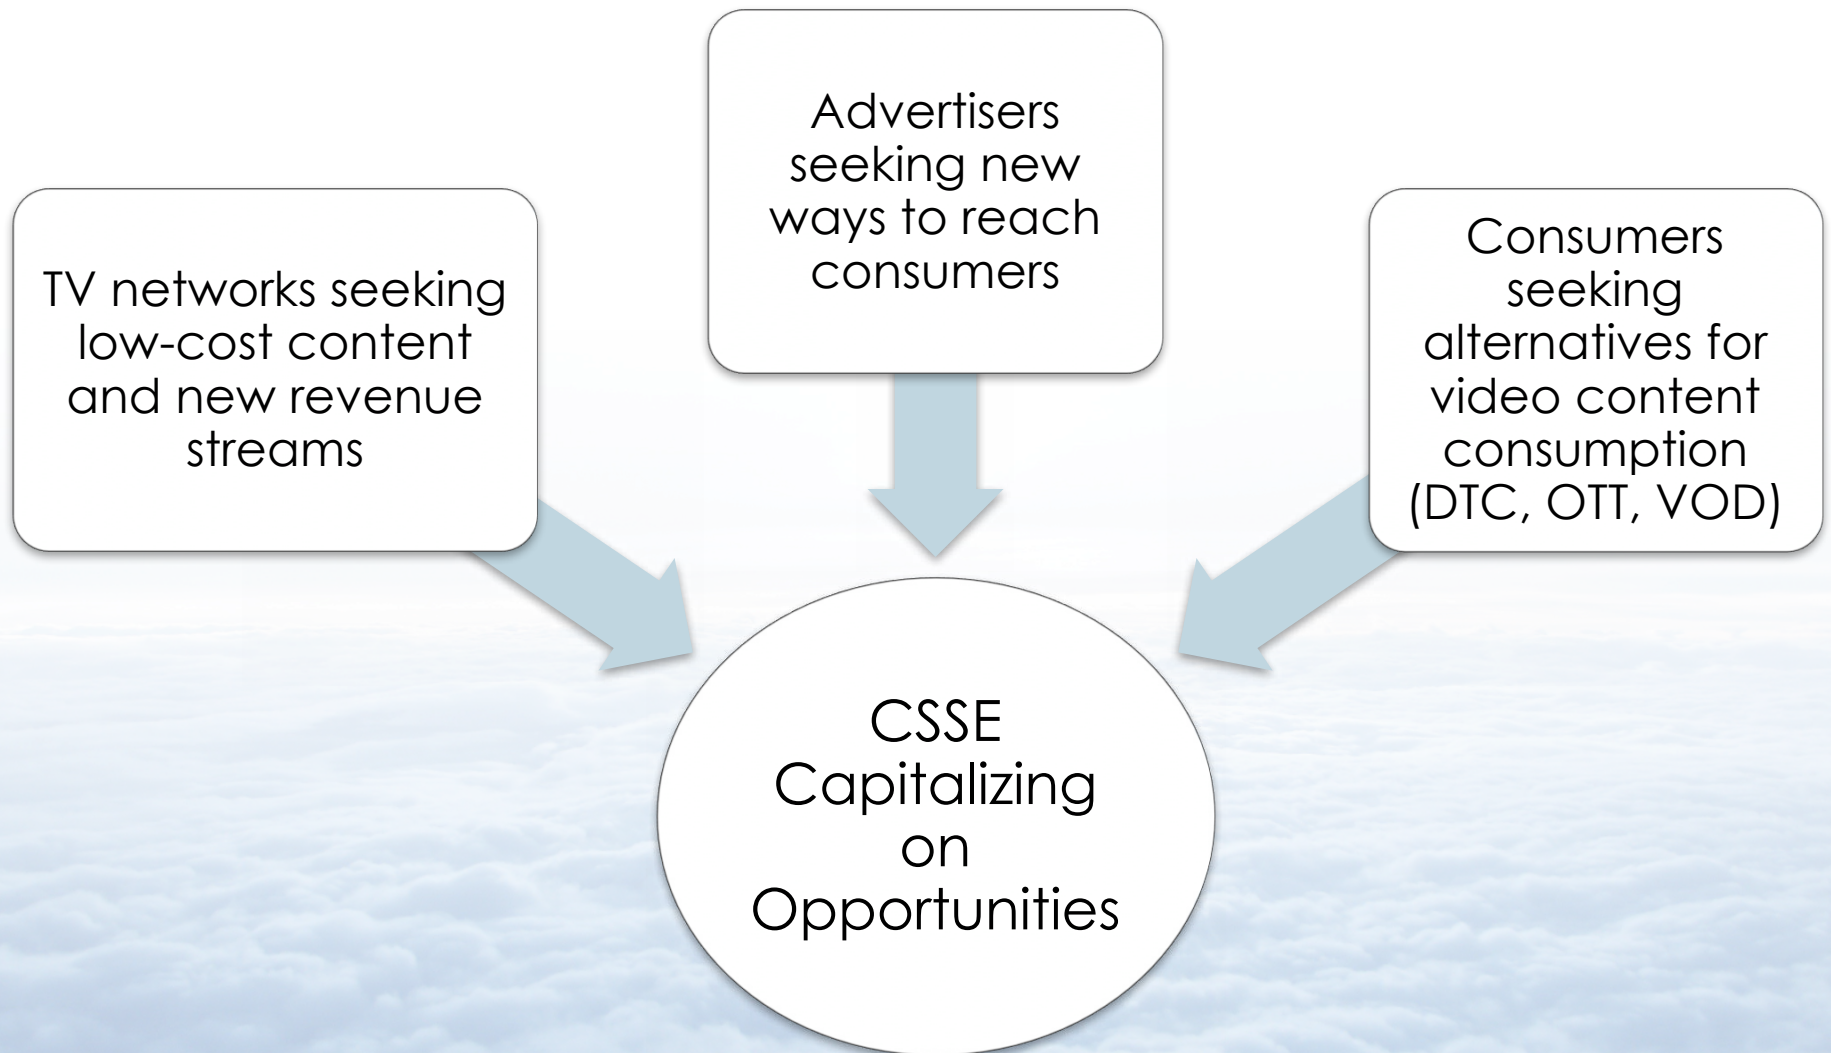 TV networks seeking
low-cost content
and new revenue
streams
Advertisers
seeking new
ways to reach
consumers
Consumers
seeking
alternatives for
video content
consumption
(DTC, OTT, VOD)
CSSE
Capitalizing
on
Opportunities